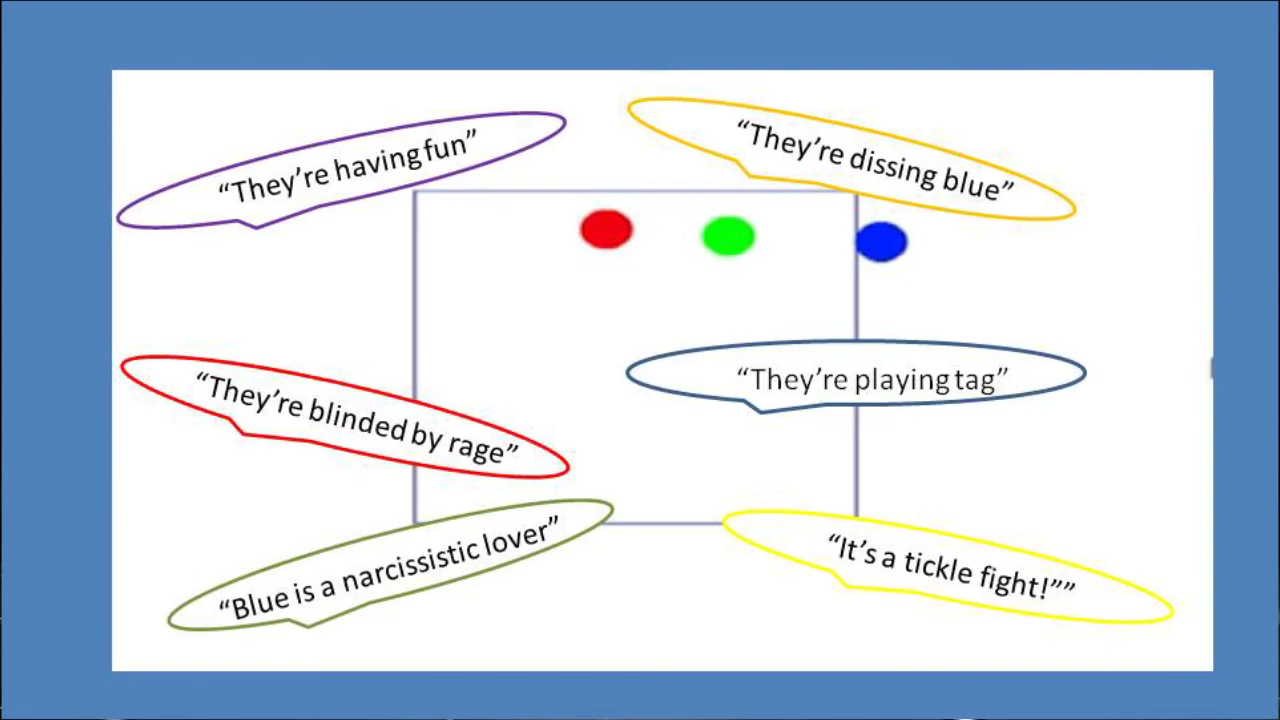 “They’re having fun”
“They’re dissing blue”
“They’re playing tag”
“They’re blinded by rage”
“Blue is a narcissistic lover”
“It’s a tickle fight!””